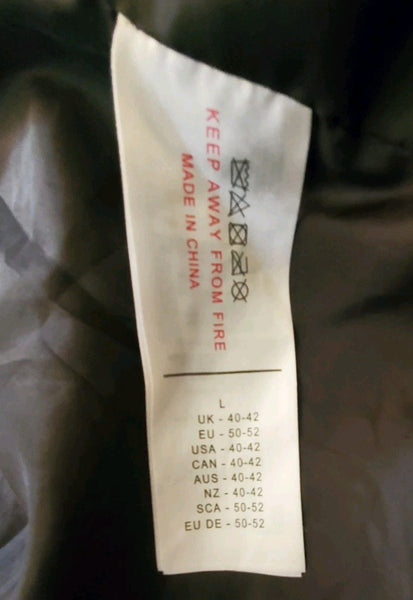 KEEP AWAY FROM FIRE
MADE IN CHINA
L
UK - 40-42
EU - 50-52
USA - 40-42
CAN - 40-42
AUS - 40-42
NZ - 40-42
SCA - 50-52
EU DE - 50-52